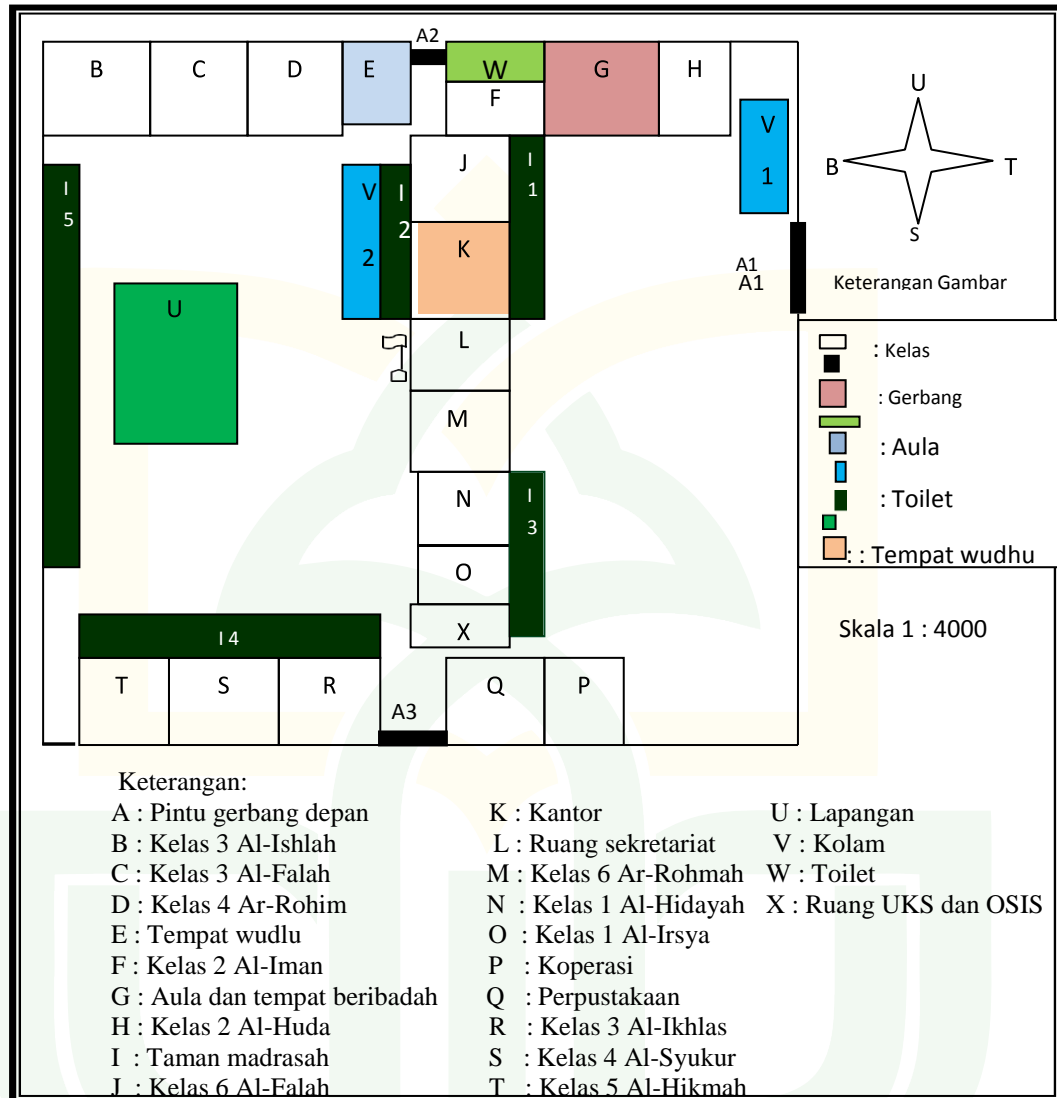 A2
B C D E W G H
F
U
B T
S
V
1
J
I
1
I
5
V
2
I
2
K
A1
A1
Keterangan Gambar
U
L
: Kelas
: Gerbang
M
: Aula
N
I
3
: Toilet
O
: : Tempat wudhu
X
I 4
Skala 1 : 4000
T S R Q P
A3
Keterangan:
A : Pintu gerbang depan
B : Kelas 3 Al-Ishlah
C : Kelas 3 Al-Falah
D : Kelas 4 Ar-Rohim
E : Tempat wudlu
F : Kelas 2 Al-Iman
G : Aula dan tempat beribadah
H : Kelas 2 Al-Huda
I : Taman madrasah
J : Kelas 6 Al-Falah
K : Kantor
L : Ruang sekretariat
M : Kelas 6 Ar-Rohmah
N : Kelas 1 Al-Hidayah
O : Kelas 1 Al-Irsya
P : Koperasi
Q : Perpustakaan
R : Kelas 3 Al-Ikhlas
S : Kelas 4 Al-Syukur
T : Kelas 5 Al-Hikmah
U : Lapangan
V : Kolam
W : Toilet
X : Ruang UKS dan OSIS